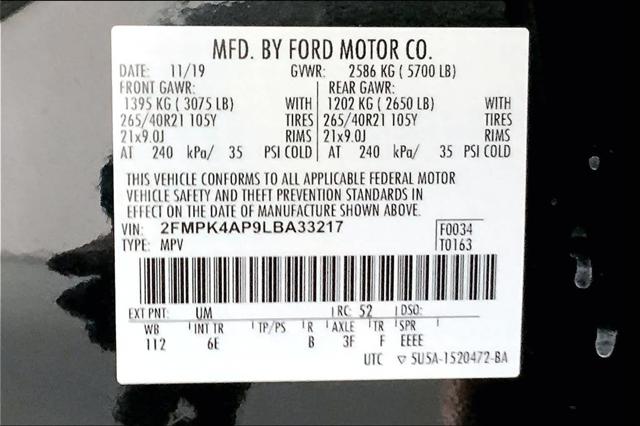 MFD. BY FORD MOTOR CO.
DATE: 11/19 GVWR: 2586 KG ( 5700 LB)
FRONT GAWR: REAR GAWR:
1395 KG ( 3075 LB) WITH 1202 KG ( 2650 LB) WITH
265/40R21 105Y TIRES 265/40R21 105Y TIRES
21x9.0J RIMS 21x9.0J RIMS
AT 240 kPa/ 35 PSI COLD AT 240 kPa/ 35 PSI COLD
THIS VEHICLE CONFORMS TO ALL APPLICABLE FEDERAL MOTOR
VEHICLE SAFETY AND THEFT PREVENTION STANDARDS IN
EFFECT ON THE DATE OF MANUFACTURE SHOWN ABOVE.
VIN: 2FMPK4AP9LBA33217 F0034
TYPE: MPV T0163
EXT PNT: UM RC: 52 DSO:
WB INT TR TP/PS R AXLE TR SPR
112 6E B 3F F EEEE
UTC ▽ 5U5A-1520472-BA